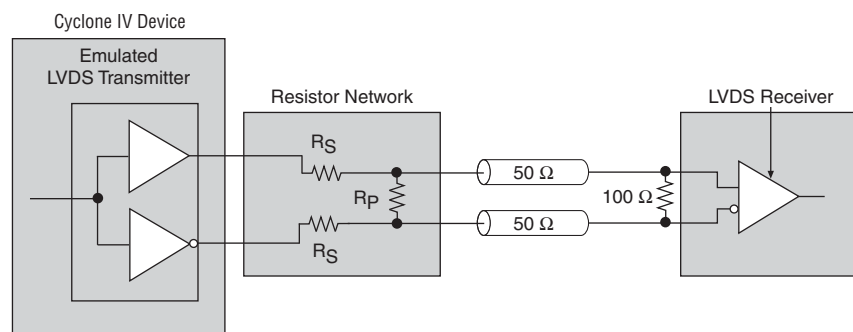 Cyclone IV Device
Emulated
LVDS Transmitter
Resistor Network
LVDS Receiver
RS
50 Ω
RP
100 Ω
50 Ω
RS